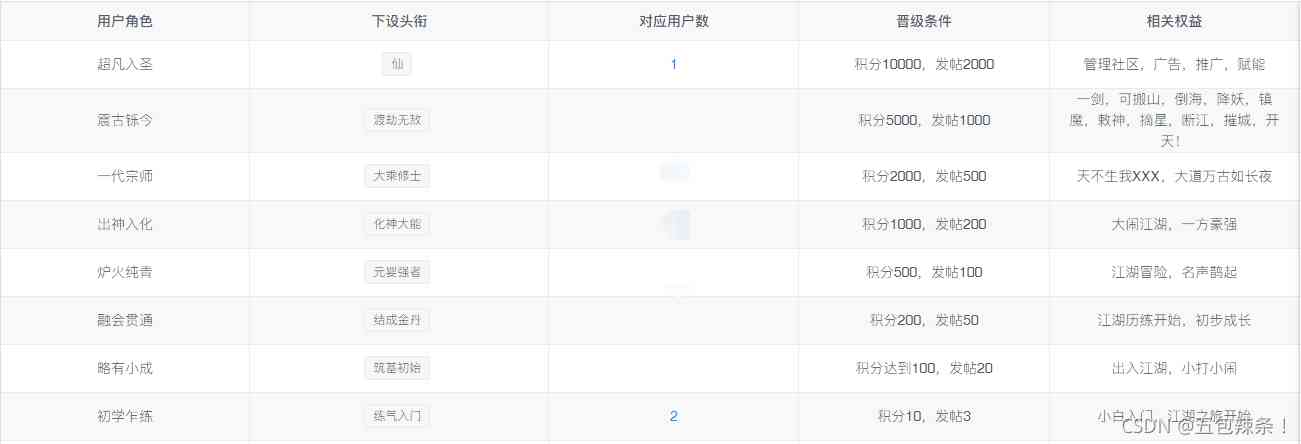 用户角色 下设头衔 对应用户数 晋级条件 相关权益
超凡入圣 仙 1 积分10000，发帖2000 管理社区，广告，推广，赋能
震古铄今 渡劫无敌 积分5000，发帖1000 一剑，可搬山，倒海，降妖，镇
魔，敕神，摘星，断江，摧城，开
天！
一代宗师 大乘修士 积分2000，发帖500 天不生我XXX，大道万古如长夜
出神入化 化神大能 积分1000，发帖200 大闹江湖，一方豪强
炉火纯青 元婴强者 积分500，发帖100 江湖冒险，名声鹊起
融会贯通 结成金丹 积分200，发帖50 江湖历练开始，初步成长
略有小成 筑基初始 积分达到100，发帖20 出入江湖，小打小闹
初学乍练 练气入门 2 积分10，发帖3 小白入门，江湖之旅开始
CSDN @五包辣条！